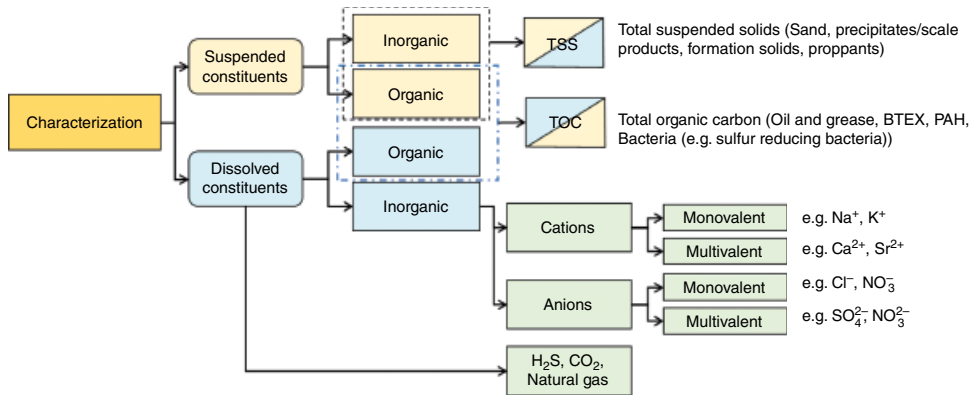 Characterization
Suspended
constituents
Dissolved
constituents
Inorganic
Organic
Organic
Inorganic
TSS
Total suspended solids (Sand, precipitates/scale
products, formation solids, proppants)
TOC
Total organic carbon (Oil and grease, BTEX, PAH,
Bacteria (e.g. sulfur reducing bacteria))
Cations
Monovalent e.g. Na⁺, K⁺
Multivalent e.g. Ca²⁺, Sr²⁺
Anions
Monovalent e.g. Cl⁻, NO₃⁻
Multivalent e.g. SO₄²⁻, NO₃²⁻
H₂S, CO₂,
Natural gas